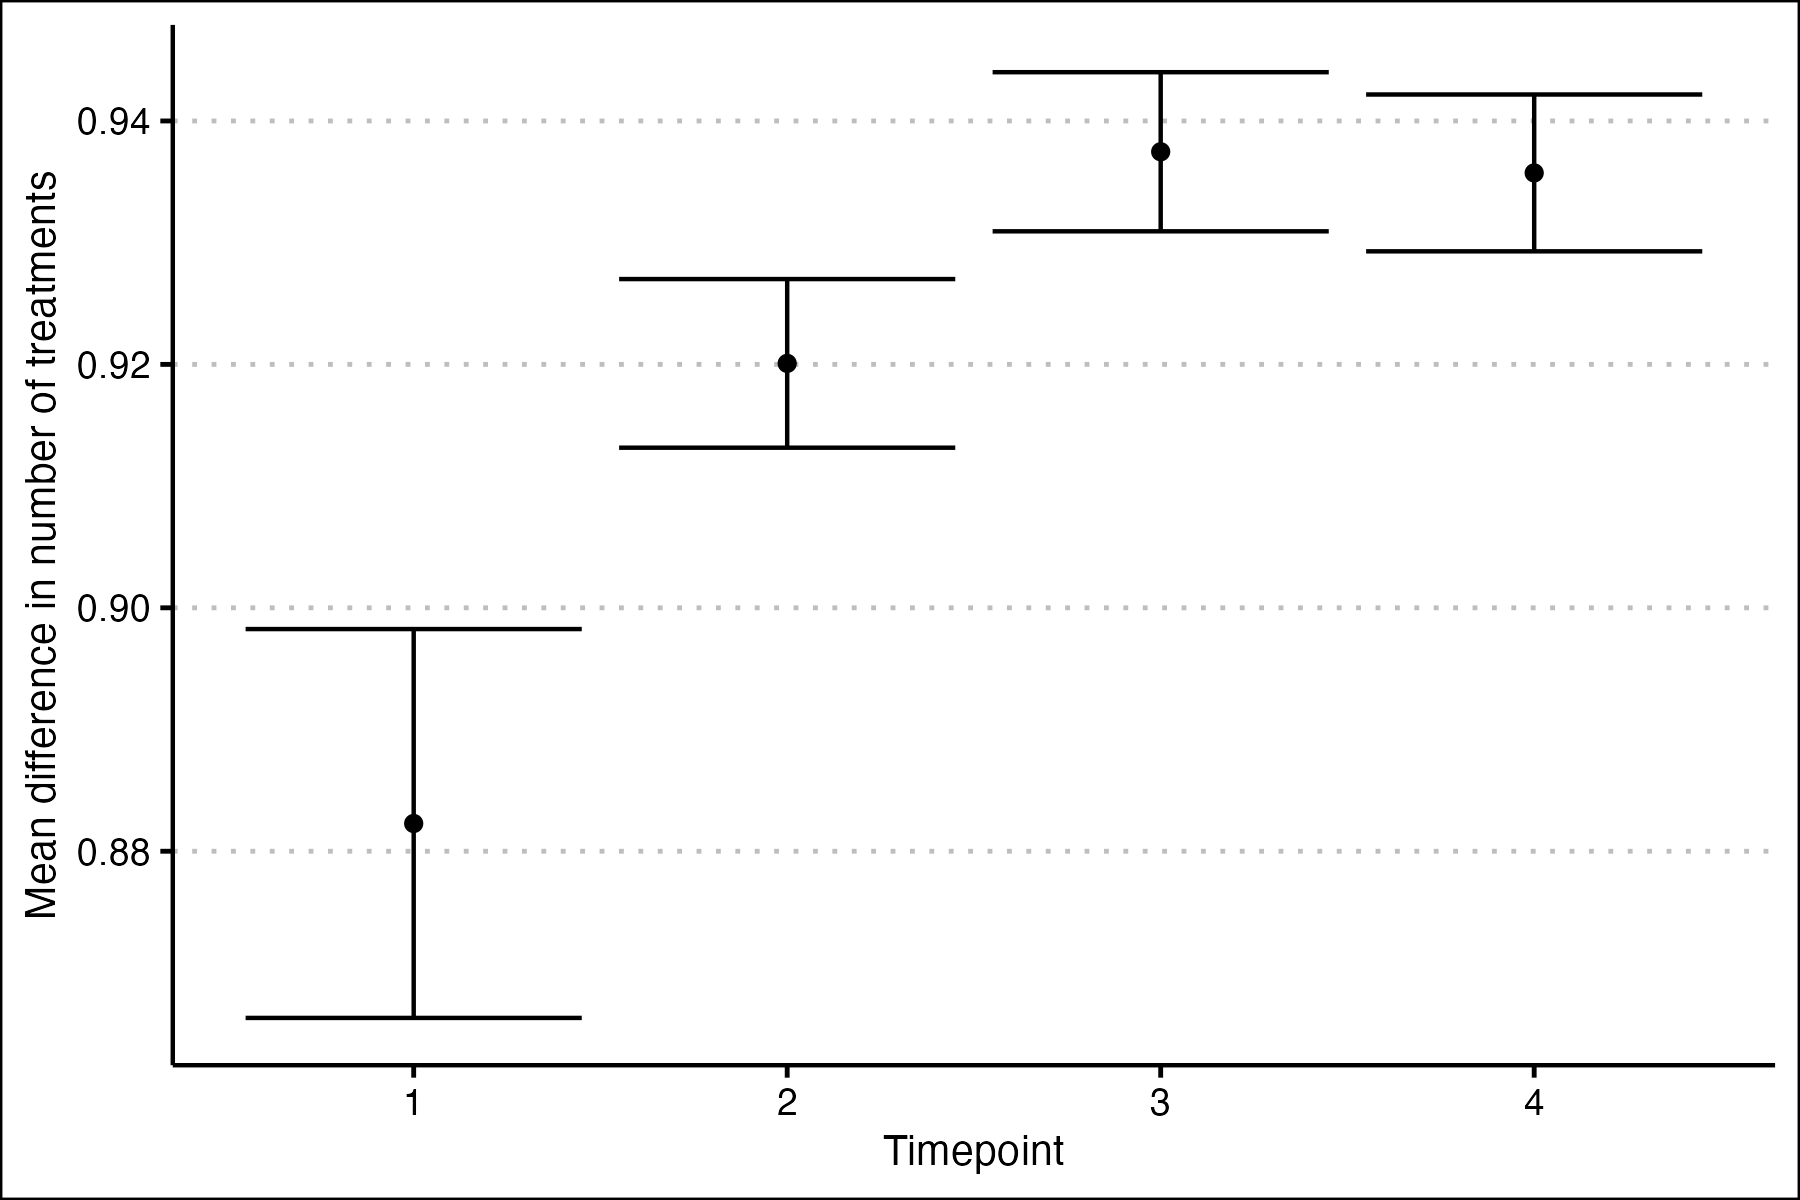 Mean difference in number of treatments
0.94
0.92
0.90
0.88
1 2 3 4
Timepoint